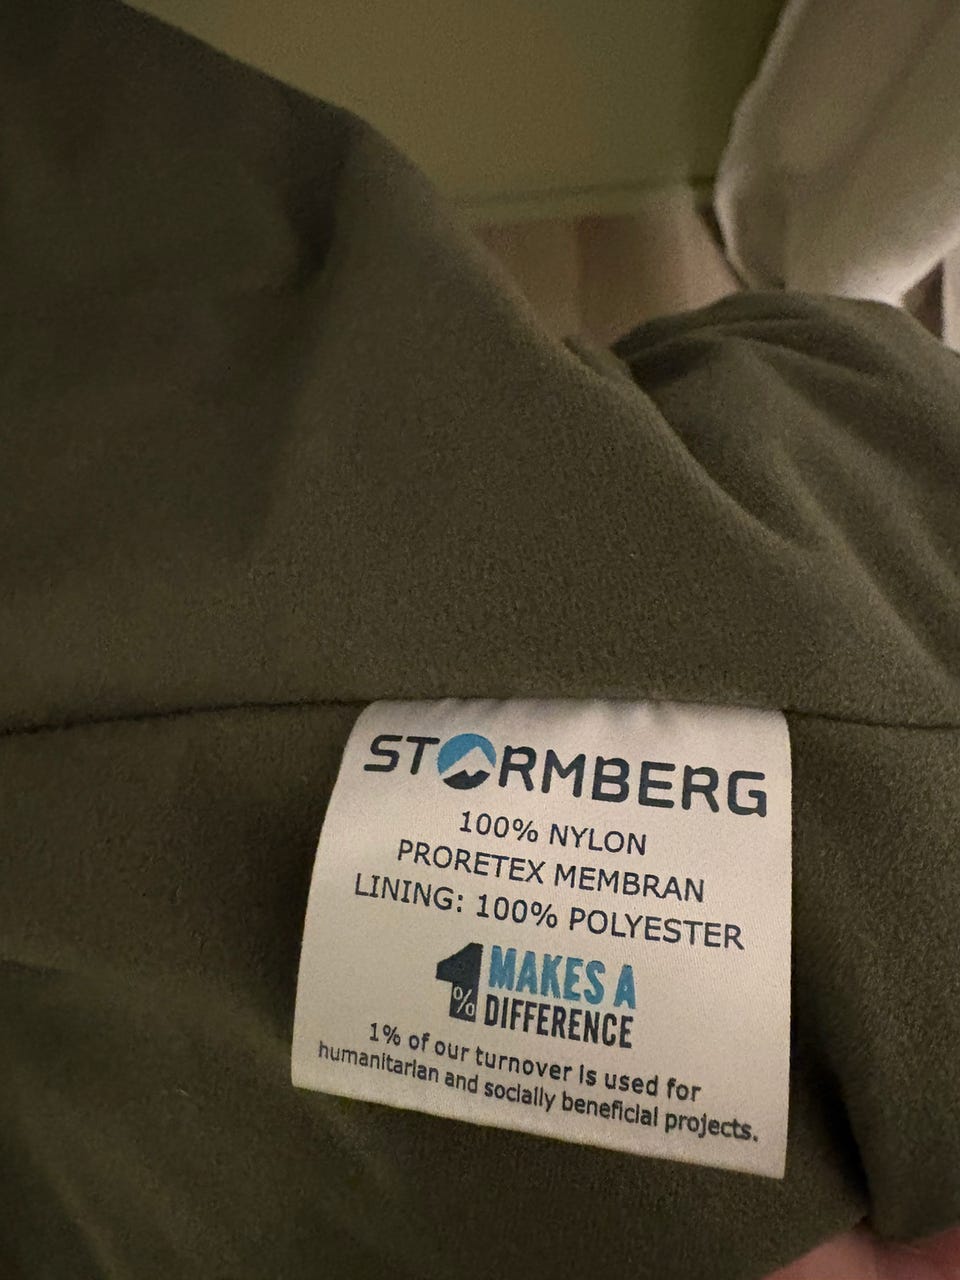 STORMBERG
100% NYLON
PRORETEX MEMBRAN
LINING: 100% POLYESTER
1% MAKES A
DIFFERENCE
1% of our turnover is used for
humanitarian and socially beneficial projects.